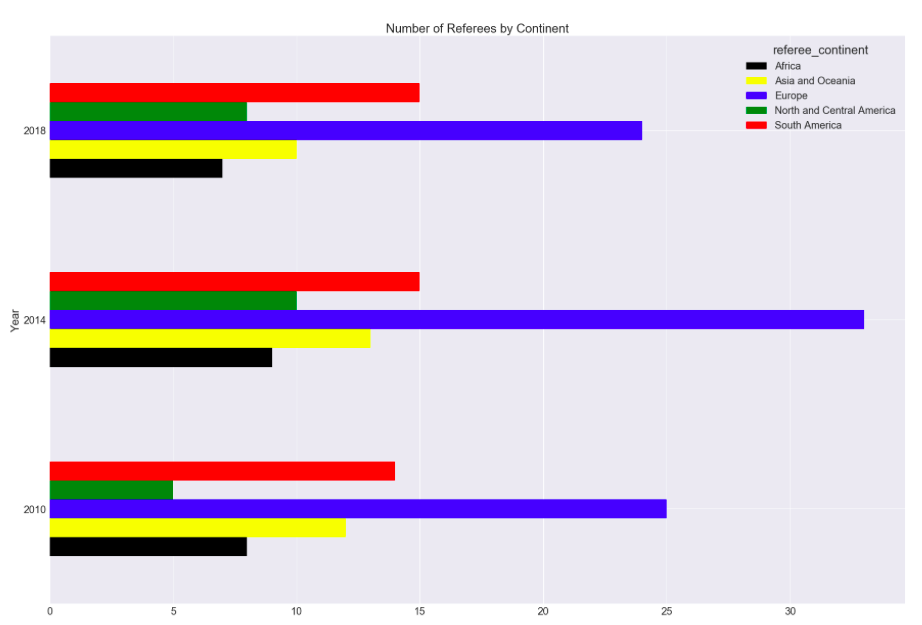 Number of Referees by Continent
referee_continent
Africa
Asia and Oceania
Europe
North and Central America
South America
2018
2014
2010
Year
0 5 10 15 20 25 30